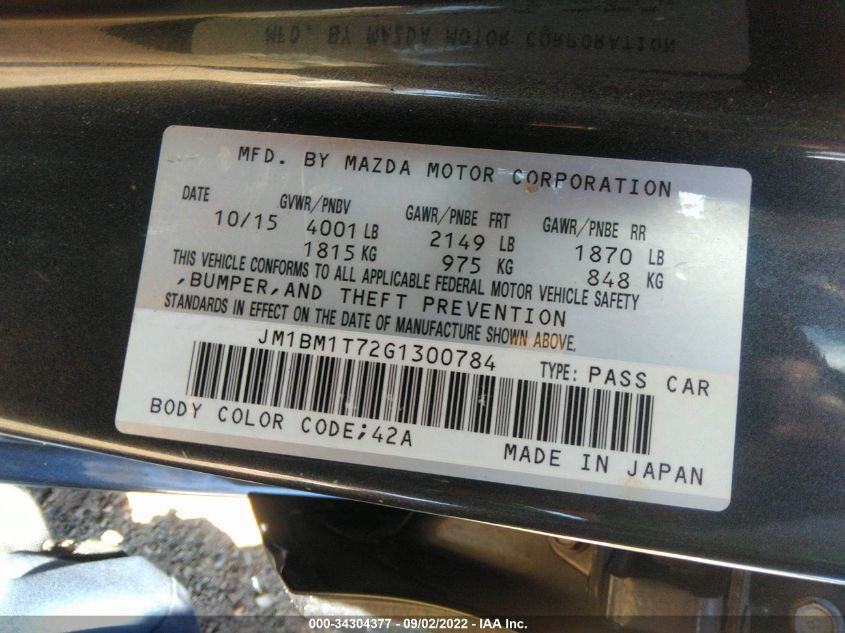 MFD. BY MAZDA MOTOR CORPORATION
MFD. BY MAZDA MOTOR CORPORATION
DATE GVWR/PNBV GAWR/PNBE FRT GAWR/PNBE RR
10/15 4001 LB 2149 LB 1870 LB
1815 KG 975 KG 848 KG
THIS VEHICLE CONFORMS TO ALL APPLICABLE FEDERAL MOTOR VEHICLE SAFETY
,BUMPER,AND THEFT PREVENTION
STANDARDS IN EFFECT ON THE DATE OF MANUFACTURE SHOWN ABOVE.
JM1BM1T72G1300784 TYPE: PASS CAR
BODY COLOR CODE;42A
MADE IN JAPAN
000-34304377 - 09/02/2022 - IAA Inc.